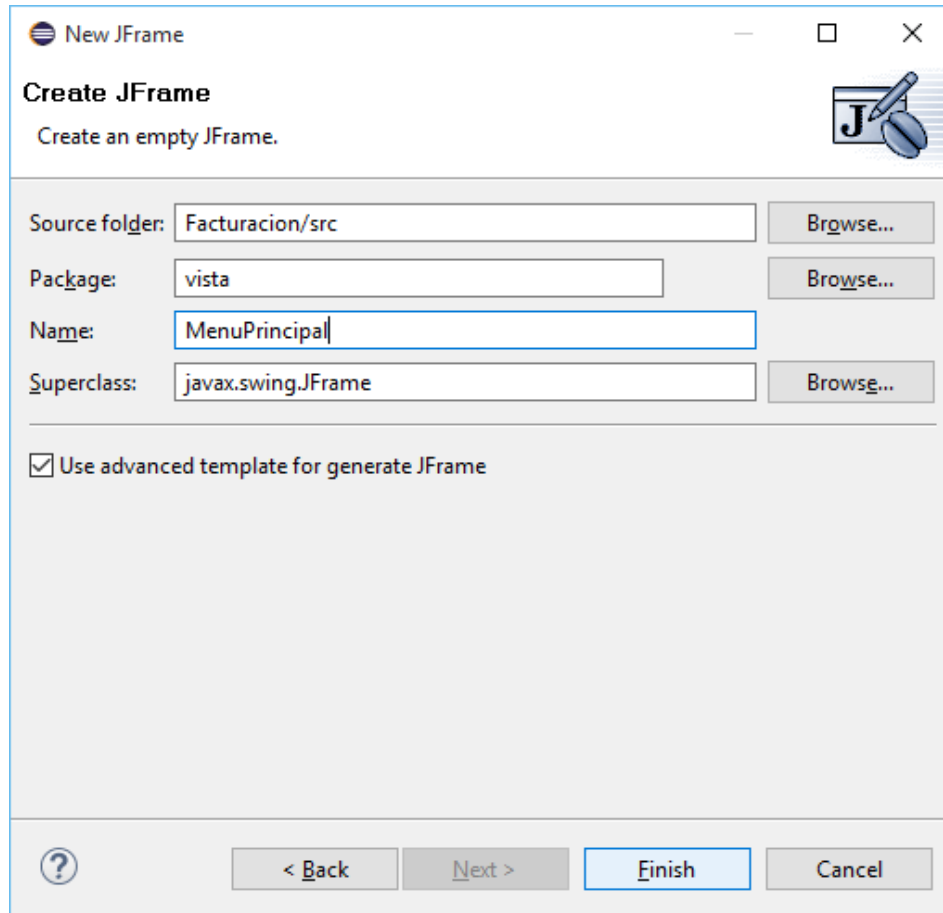 New JFrame
Create JFrame
Create an empty JFrame.
J
Source folder: Facturacion/src Browse...
Package: vista Browse...
Name: MenuPrincipal
Superclass: javax.swing.JFrame Browse...
Use advanced template for generate JFrame
? < Back Next > Finish Cancel